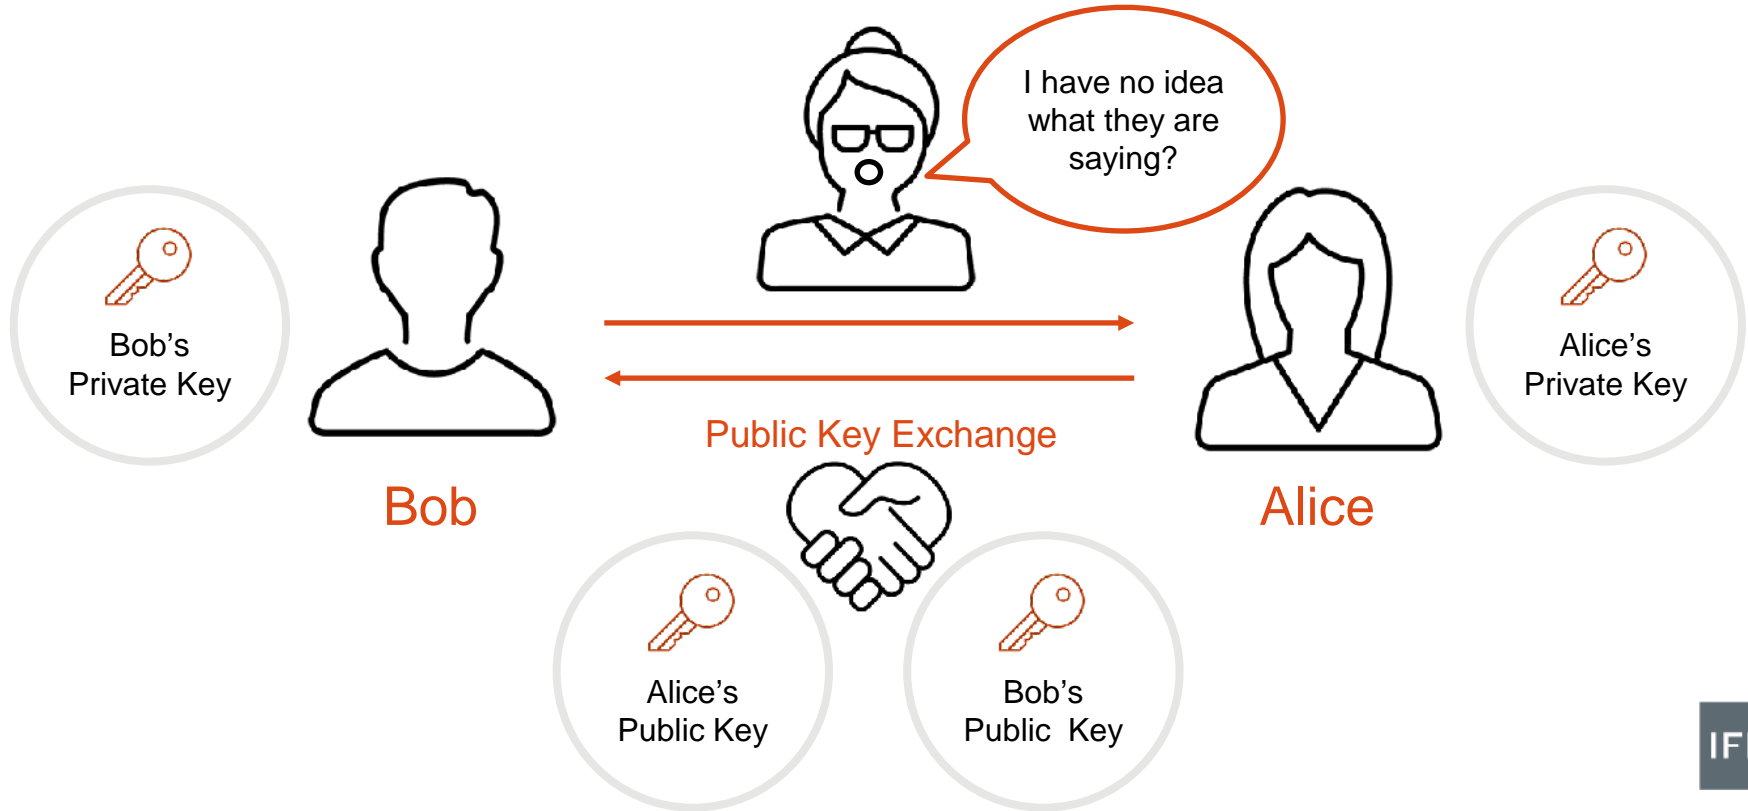 I have no idea
what they are
saying?
Bob's
Private Key
Alice's
Private Key
Public Key Exchange
Bob
Alice
Alice's
Public Key
Bob's
Public  Key